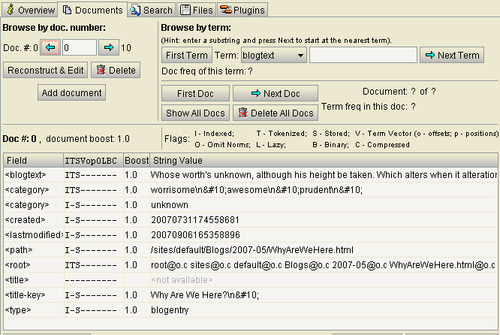 Overview Documents Search Files Plugins
Browse by doc. number:
Doc. #: 0 0 10
Reconstruct & Edit Delete
Add document
Browse by term:
(Hint: enter a substring and press Next to start at the nearest term).
First Term Term: blogtext Next Term
Doc freq of this term: ?
First Doc Next Doc Document: ? of ?
Show All Docs Delete All Docs Term freq in this doc: ?
Doc #: 0 , document boost: 1.0
Flags: I - Indexed; T - Tokenized; S - Stored; V - Term Vector (o - offsets; p - positions)
O - Omit Norms; L - Lazy; B - Binary; C - Compressed
Field ITSVopOLBC Boost String Value
<blogtext> ITS------- 1.0 Whose worth's unknown, although his height be taken. Which alters when it alteration
<category> ITS------- 1.0 worrisome\n&#10;awesome\n&#10;prudent\n&#10;
<category> I-S------- 1.0 unknown
<created> I-S------- 1.0 20070731174558681
<lastmodified> I-S------- 1.0 20070906165358896
<path> I-S------- 1.0 /sites/default/Blogs/2007-05/WhyAreWeHere.html
<root> ITS------- 1.0 root@o.c sites@o.c default@o.c Blogs@o.c 2007-05@o.c WhyAreWeHere.html@o.c
<title> ---------- <not available>
<title-key> I-S------- 1.0 Why Are We Here?\n&#10;
<type> I-S------- 1.0 blogentry